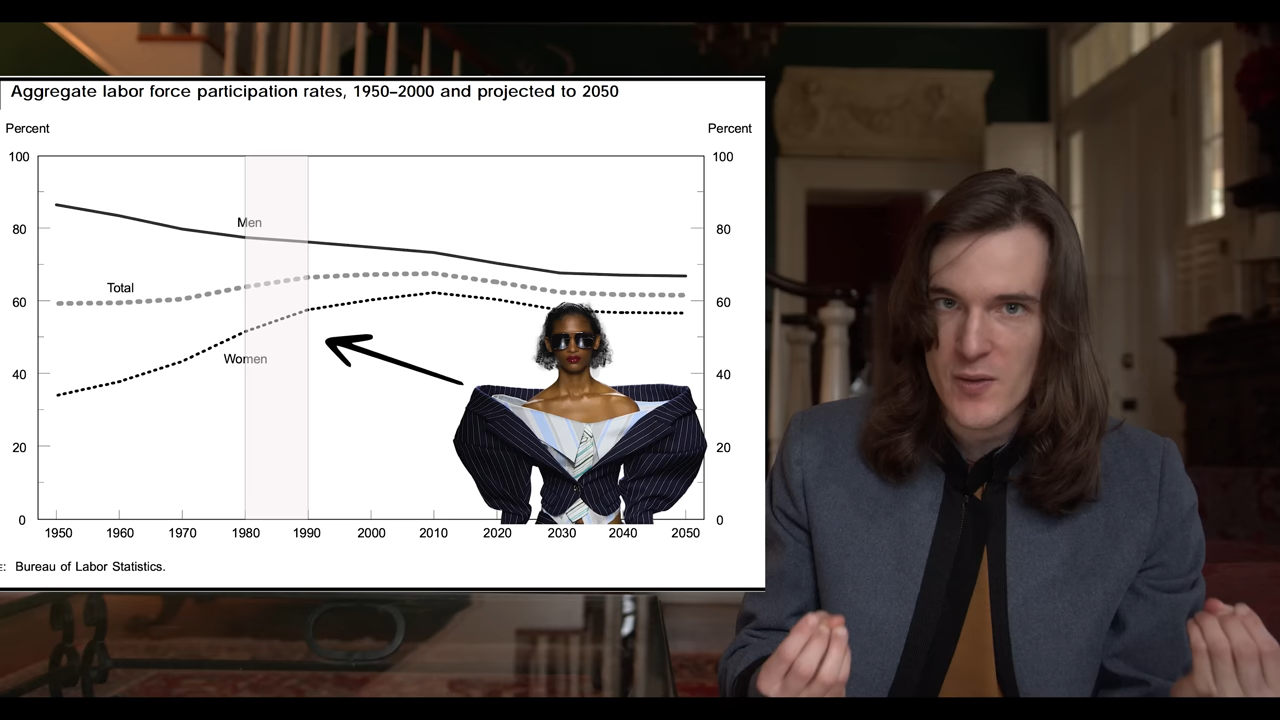 Aggregate labor force participation rates, 1950–2000 and projected to 2050
Percent Percent
100 100
Men
80 80
Total
60 60
Women
40 40
20 20
0 0
1950 1960 1970 1980 1990 2000 2010 2020 2030 2040 2050
E: Bureau of Labor Statistics.